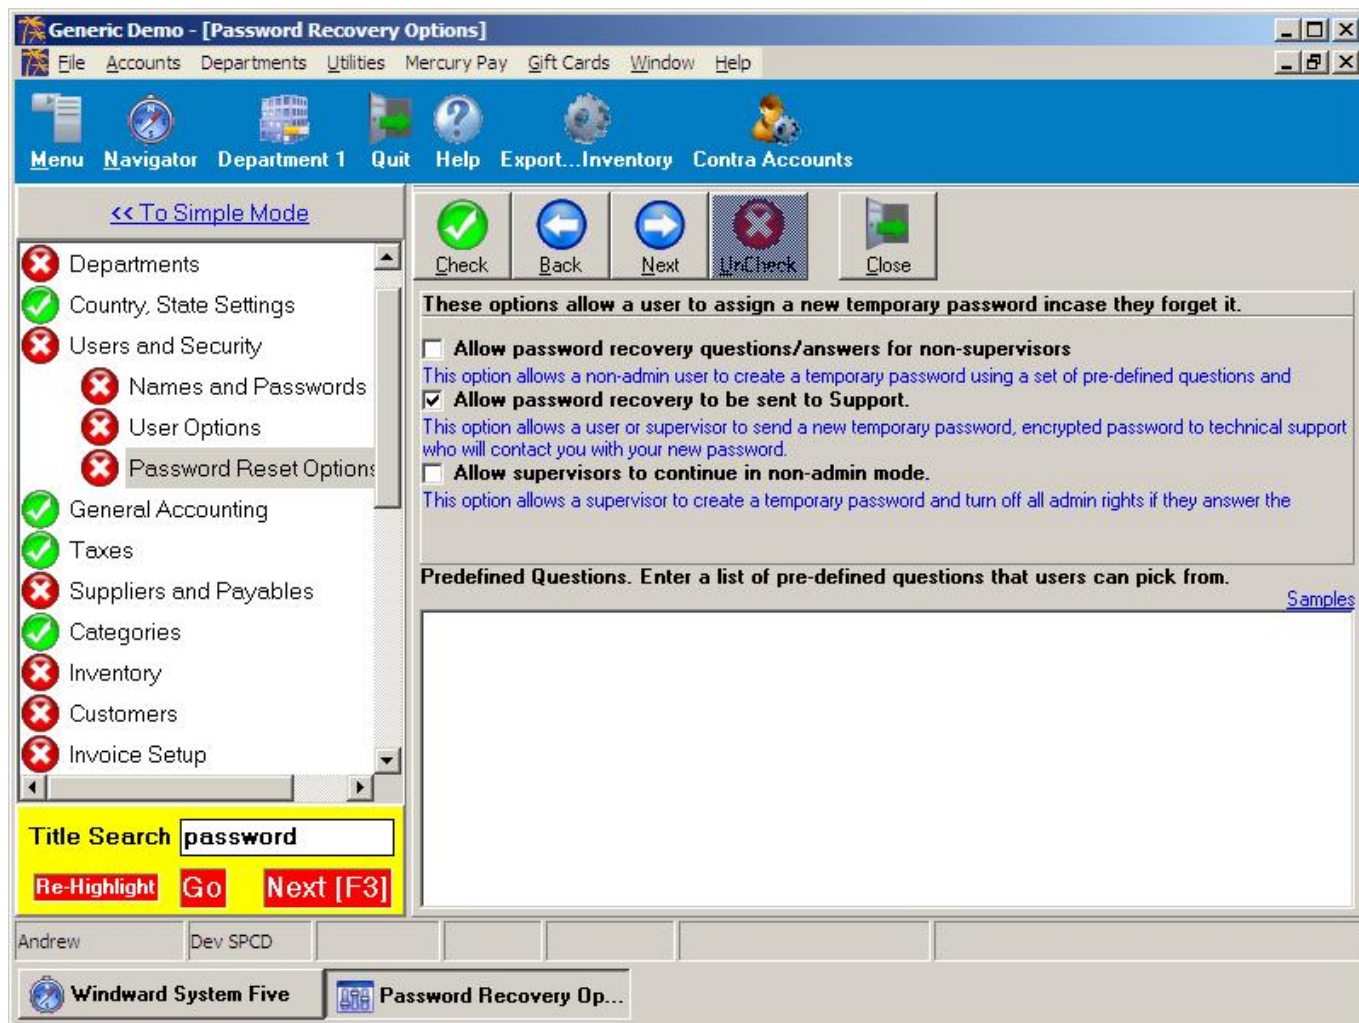 Generic Demo - [Password Recovery Options]
File Accounts Departments Utilities Mercury Pay Gift Cards Window Help
Menu Navigator Department 1 Quit Help Export...Inventory Contra Accounts
<< To Simple Mode
Departments
Country, State Settings
Users and Security
Names and Passwords
User Options
Password Reset Options
General Accounting
Taxes
Suppliers and Payables
Categories
Inventory
Customers
Invoice Setup
Title Search password
Re-Highlight Go Next [F3]
Check Back Next UnCheck Close
These options allow a user to assign a new temporary password incase they forget it.
Allow password recovery questions/answers for non-supervisors
This option allows a non-admin user to create a temporary password using a set of pre-defined questions and
Allow password recovery to be sent to Support.
This option allows a user or supervisor to send a new temporary password, encrypted password to technical support
who will contact you with your new password.
Allow supervisors to continue in non-admin mode.
This option allows a supervisor to create a temporary password and turn off all admin rights if they answer the
Predefined Questions. Enter a list of pre-defined questions that users can pick from.
Samples
Andrew Dev SPCD
Windward System Five Password Recovery Op...